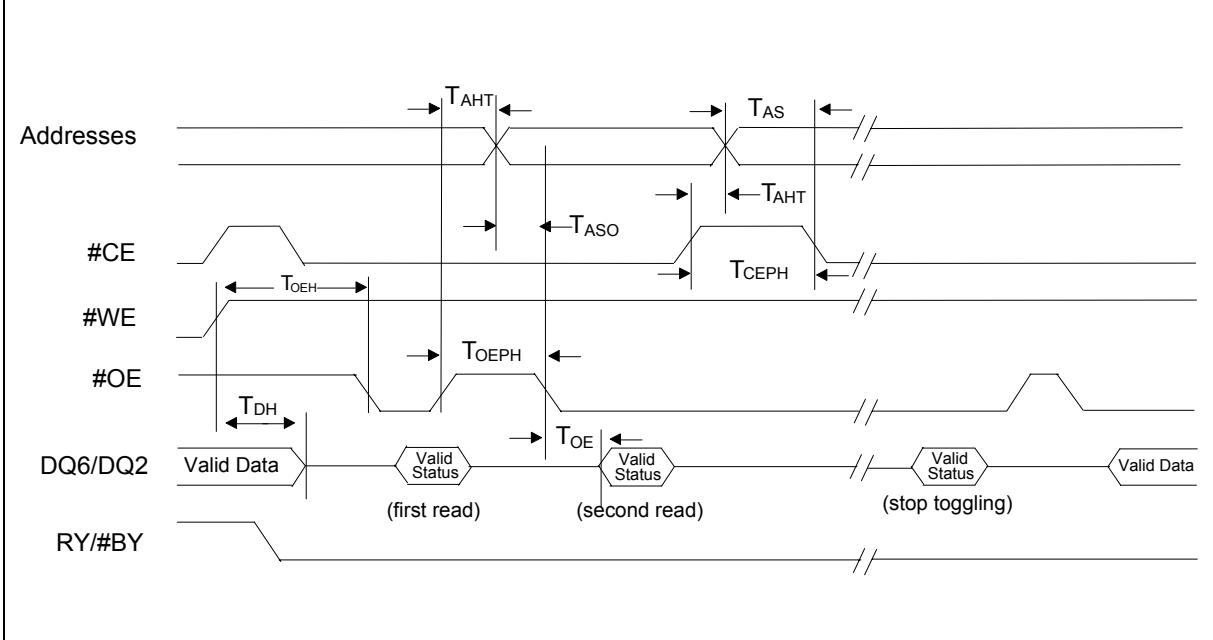 TAHT
TAS
Addresses
TAHT
TASO
#CE
TCEPH
TOEH
#WE
TOEPH
#OE
TDH
TOE
DQ6/DQ2
Valid Data
Valid
Status
Valid
Status
Valid
Status
Valid Data
(first read)
(second read)
(stop toggling)
RY/#BY